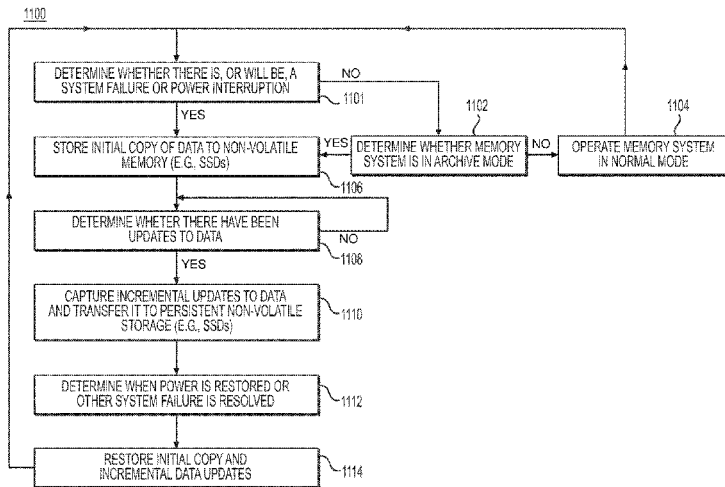 1100
DETERMINE WHETHER THERE IS, OR WILL BE, A
SYSTEM FAILURE OR POWER INTERRUPTION
1101
NO
YES
1102
DETERMINE WHETHER MEMORY
SYSTEM IS IN ARCHIVE MODE
YES
NO
1104
OPERATE MEMORY SYSTEM
IN NORMAL MODE
STORE INITIAL COPY OF DATA TO NON-VOLATILE
MEMORY (E.G., SSDs)
1106
DETERMINE WHETER THERE HAVE BEEN
UPDATES TO DATA
NO
1108
YES
CAPTURE INCREMENTAL UPDATES TO DATA
AND TRANSFER IT TO PERSISTENT NON-VOLATILE
STORAGE (E.G., SSDs)
1110
DETERMINE WHEN POWER IS RESTORED OR
OTHER SYSTEM FAILURE IS RESOLVED
1112
RESTORE INITIAL COPY AND
INCREMENTAL DATA UPDATES
1114